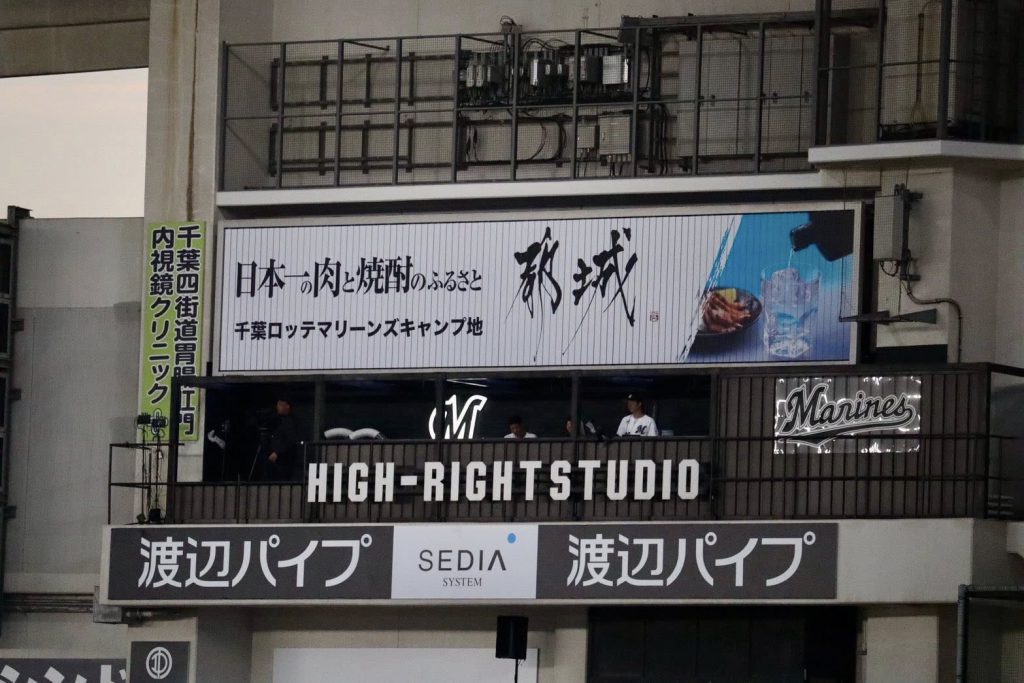 日本一の肉と焼酎のふるさと
千葉ロッテマリーンズキャンプ地
都城
千葉四街道胃腸肛門
内視鏡クリニック
M
Marines
HIGH-RIGHT STUDIO
渡辺パイプ
SEDIA
SYSTEM
渡辺パイプ